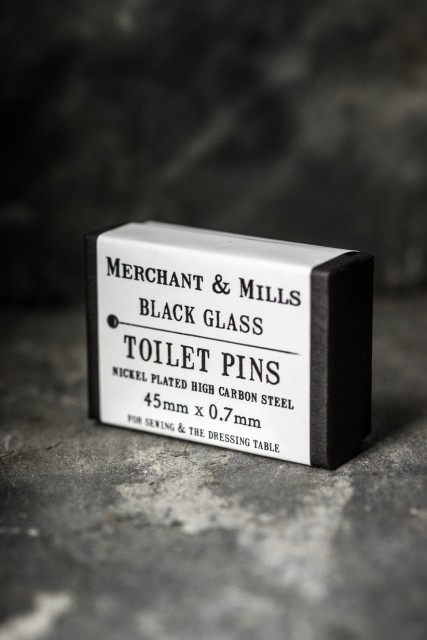 MERCHANT & MILLS
BLACK GLASS
TOILET PINS
NICKEL PLATED HIGH CARBON STEEL
45mm x 0.7mm
FOR SEWING & THE DRESSING TABLE